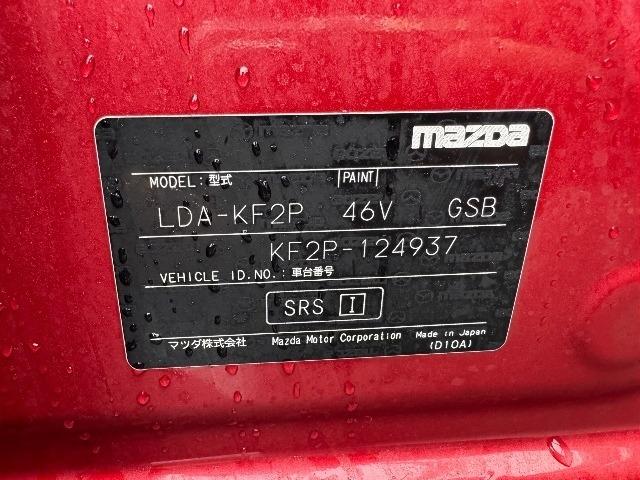 mazda
MODEL: 型式 PAINT
LDA-KF2P 46V GSB
KF2P-124937
VEHICLE ID.NO.: 車台番号
SRS I
マツダ株式会社 Mazda Motor Corporation Made in Japan
(D10A)